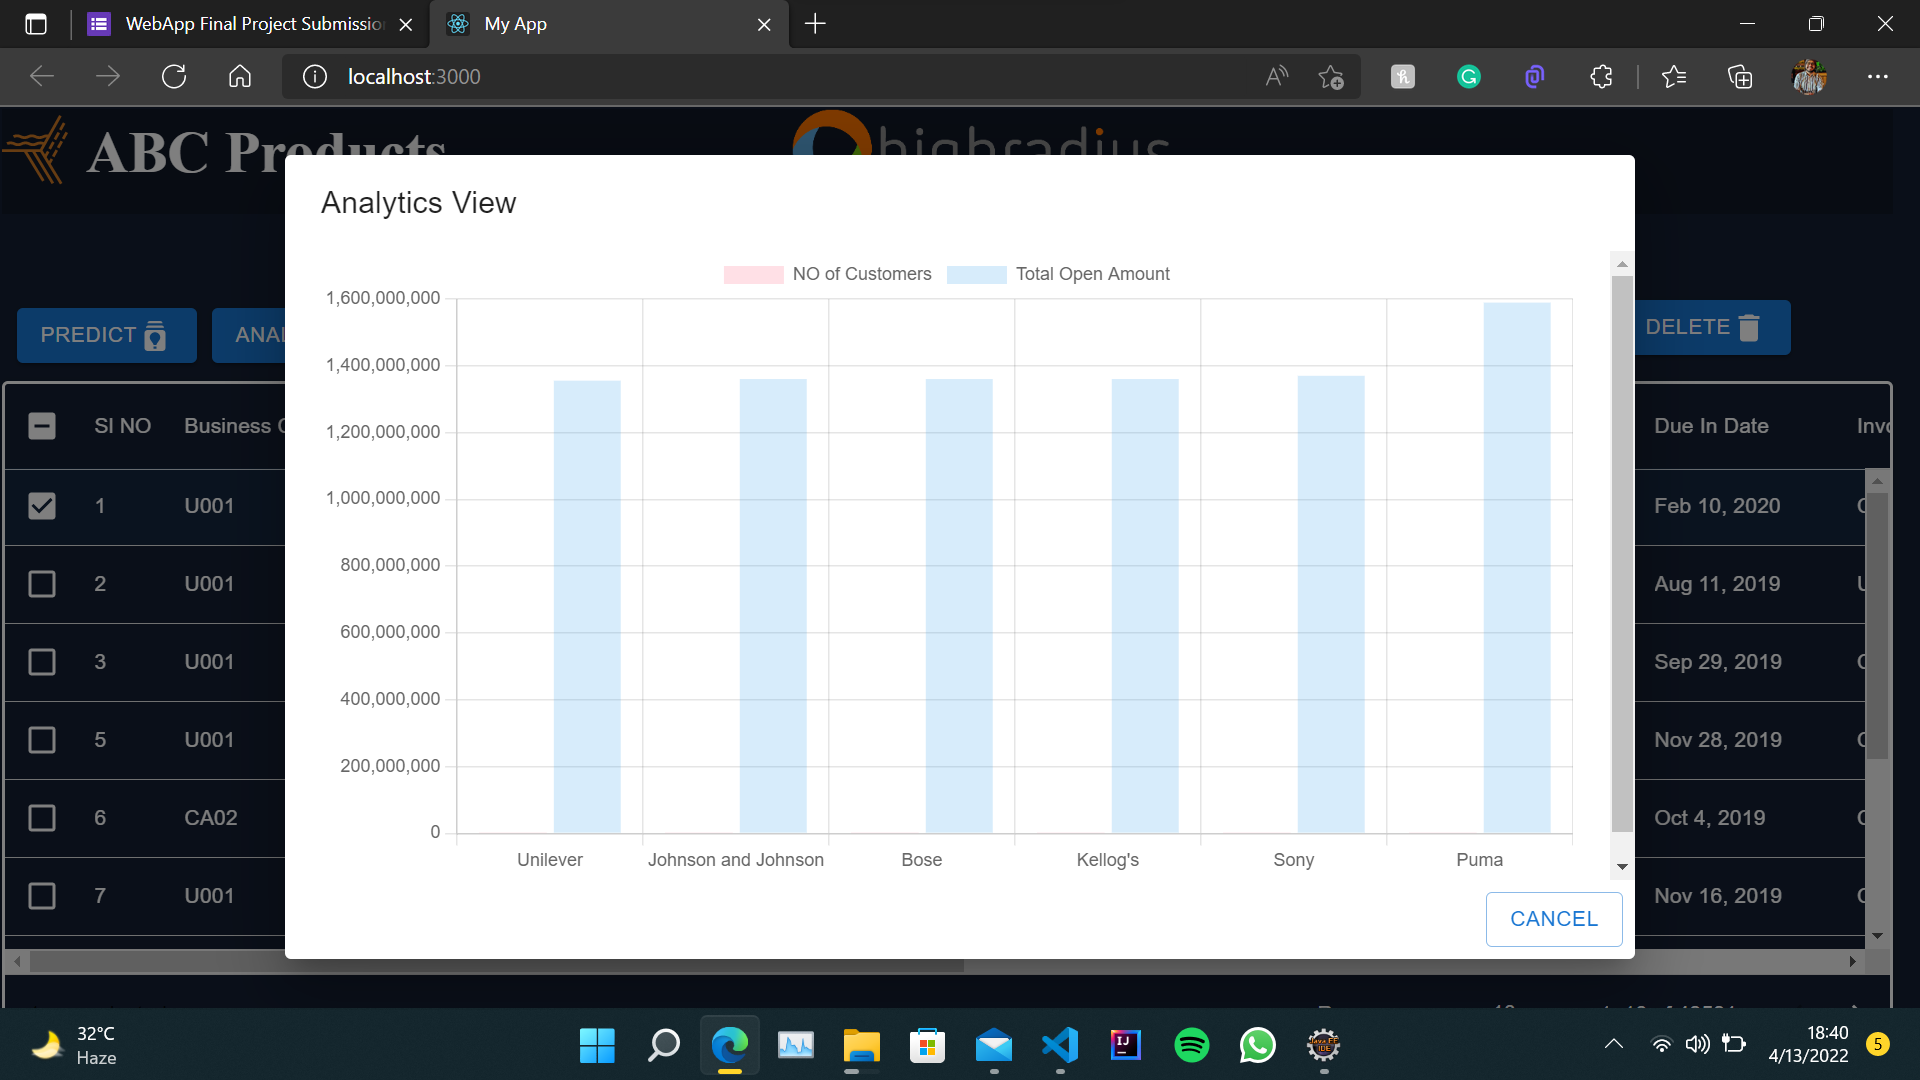 WebApp Final Project Submissio
My App
localhost:3000
ABC Products
highradius
Analytics View
NO of Customers
Total Open Amount
1,600,000,000
1,400,000,000
1,200,000,000
1,000,000,000
800,000,000
600,000,000
400,000,000
200,000,000
0
Unilever Johnson and Johnson Bose Kellog's Sony Puma
CANCEL
PREDICT
ANAL
DELETE
SI NO Business C Due In Date Invo
1 U001 Feb 10, 2020
2 U001 Aug 11, 2019
3 U001 Sep 29, 2019
5 U001 Nov 28, 2019
6 CA02 Oct 4, 2019
7 U001 Nov 16, 2019
32°C
Haze
IJ
18:40
4/13/2022
5